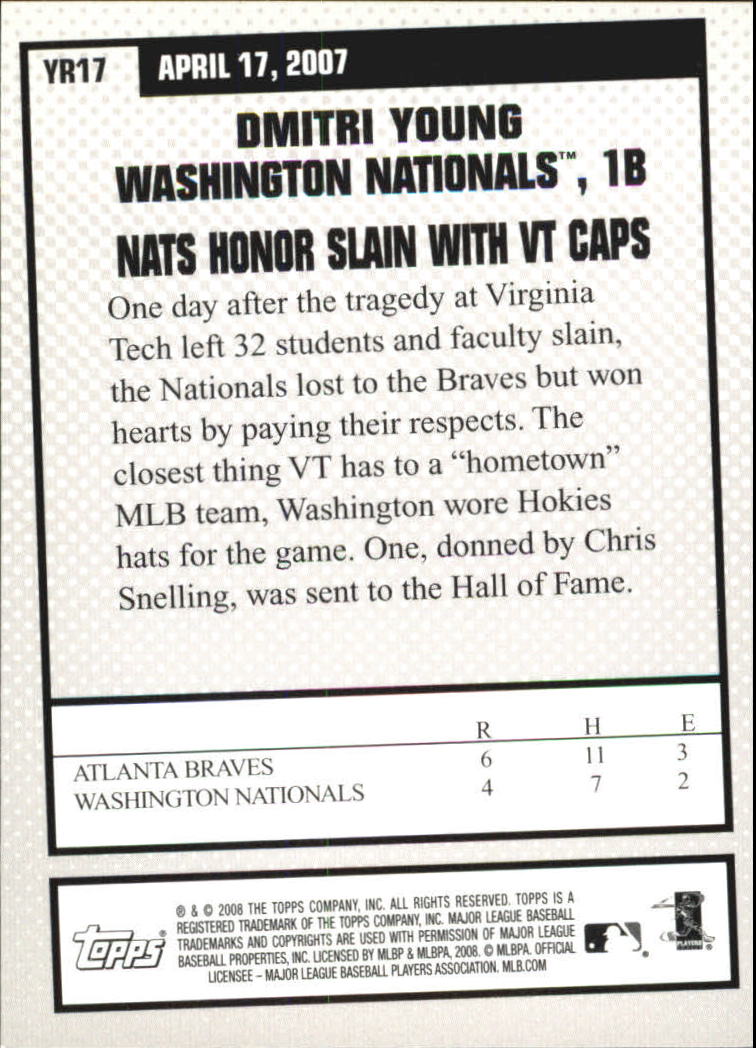 YR17 APRIL 17, 2007
DMITRI YOUNG
WASHINGTON NATIONALS™, 1B
NATS HONOR SLAIN WITH VT CAPS
One day after the tragedy at Virginia
Tech left 32 students and faculty slain,
the Nationals lost to the Braves but won
hearts by paying their respects. The
closest thing VT has to a “hometown”
MLB team, Washington wore Hokies
hats for the game. One, donned by Chris
Snelling, was sent to the Hall of Fame.
R H E
ATLANTA BRAVES 6 11 3
WASHINGTON NATIONALS 4 7 2
Topps®
® & © 2008 THE TOPPS COMPANY, INC. ALL RIGHTS RESERVED. TOPPS IS A
REGISTERED TRADEMARK OF THE TOPPS COMPANY, INC. MAJOR LEAGUE BASEBALL
TRADEMARKS AND COPYRIGHTS ARE USED WITH PERMISSION OF MAJOR LEAGUE
BASEBALL PROPERTIES, INC. LICENSED BY MLBP & MLBPA, 2008. © MLBPA. OFFICIAL
LICENSEE – MAJOR LEAGUE BASEBALL PLAYERS ASSOCIATION. MLB.COM
PLAYERS